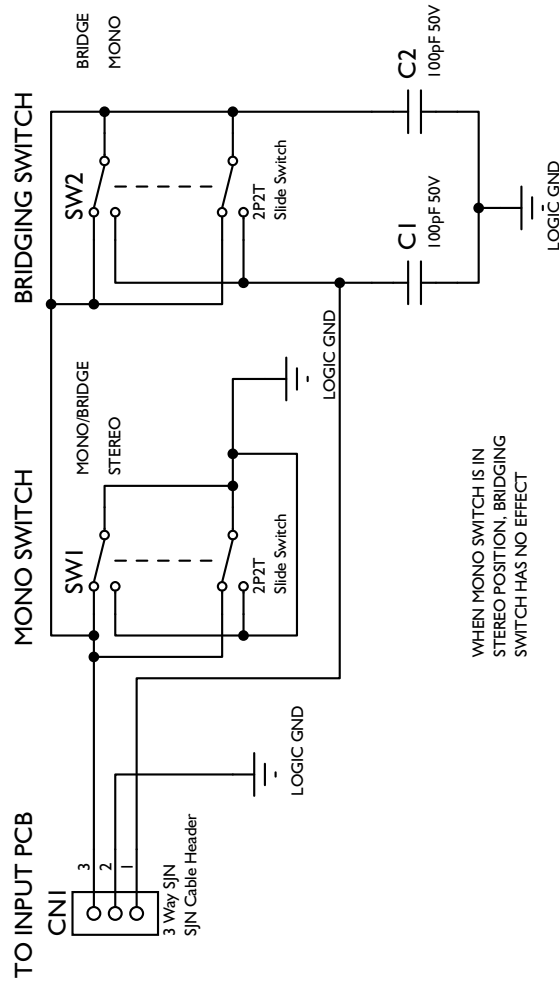 TO INPUT PCB
CN1
3
2
1
3 Way SJN
SJN Cable Header
LOGIC GND
MONO SWITCH
SW1
MONO/BRIDGE
STEREO
2P2T
Slide Switch
LOGIC GND
BRIDGING SWITCH
SW2
BRIDGE
MONO
2P2T
Slide Switch
C1
100pF 50V
C2
100pF 50V
LOGIC GND
WHEN MONO SWITCH IS IN
STEREO POSITION, BRIDGING
SWITCH HAS NO EFFECT